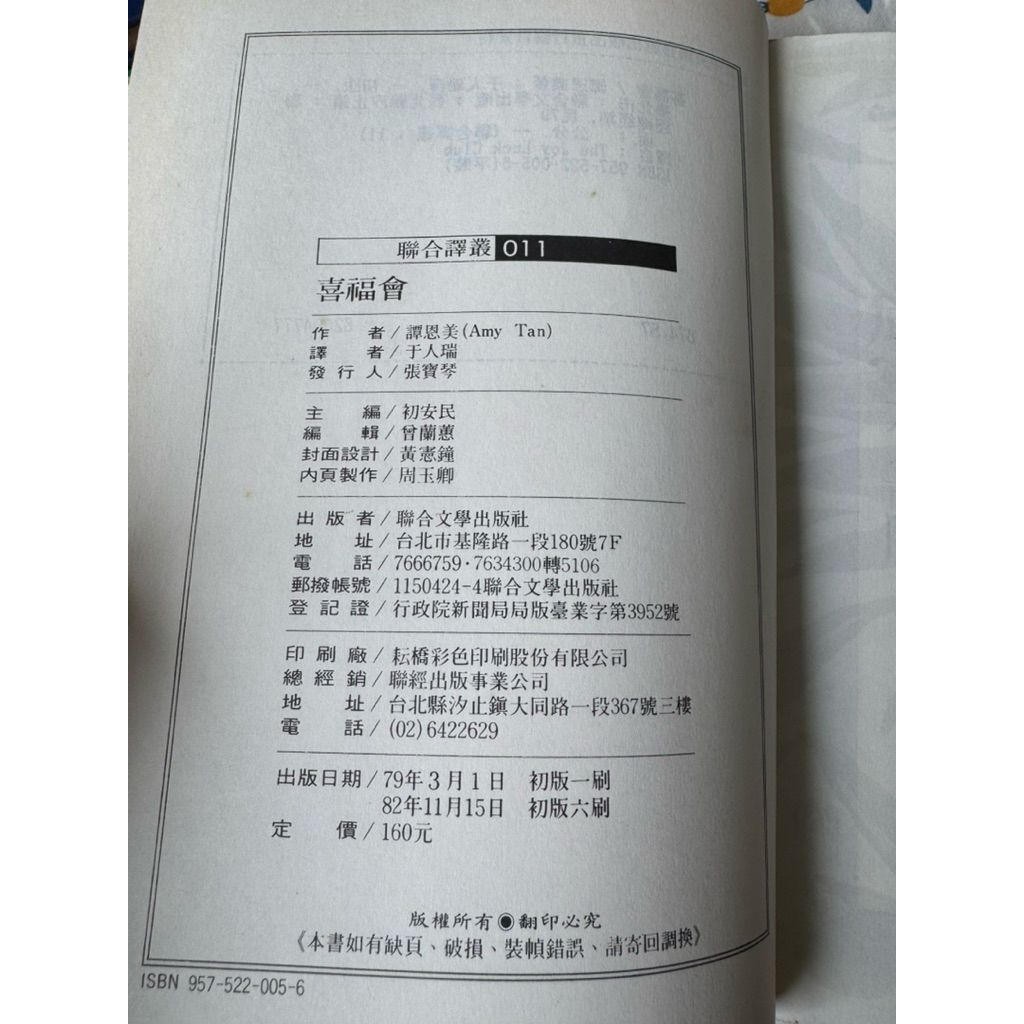 聯合譯叢 011
喜福會
作者/譚恩美(Amy Tan)
譯者/于人瑞
發行人/張寶琴
主編/初安民
編輯/曾蘭蕙
封面設計/黃憲鐘
內頁製作/周玉卿
出版者/聯合文學出版社
地址/台北市基隆路一段180號7F
電話/7666759·7634300轉5106
郵撥帳號/1150424-4聯合文學出版社
登記證/行政院新聞局局版臺業字第3952號
印刷廠/耘橋彩色印刷股份有限公司
總經銷/聯經出版事業公司
地址/台北縣汐止鎮大同路一段367號三樓
電話/(02)6422629
出版日期/79年3月1日 初版一刷
82年11月15日 初版六刷
定價/160元
版權所有◉翻印必究
《本書如有缺頁、破損、裝幀錯誤、請寄回調換》
ISBN 957-522-005-6